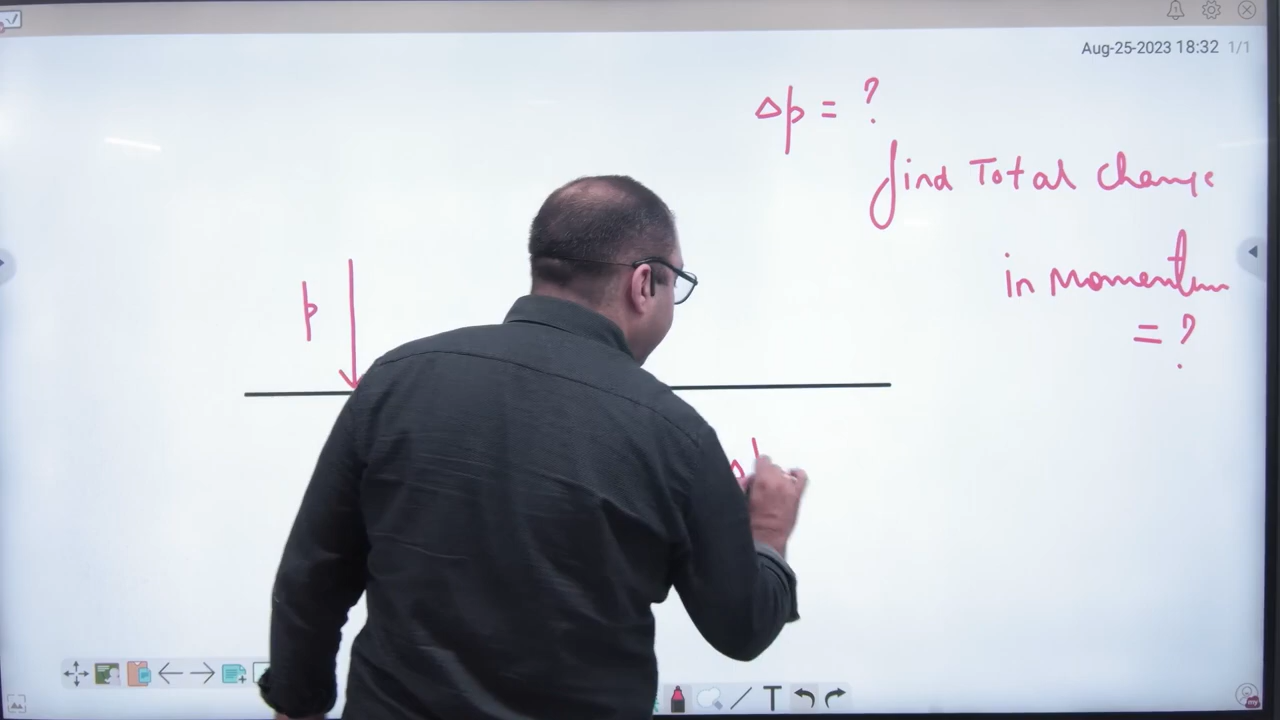 Aug-25-2023 18:32 1/1
Δp = ?
find Total change
in Momentum
= ?
p
Δ
T